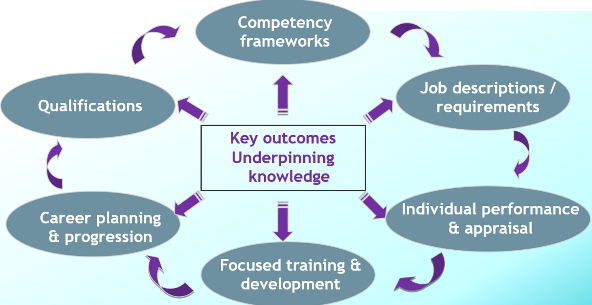 Competency
frameworks
Job descriptions /
requirements
Individual performance
& appraisal
Focused training &
development
Career planning
& progression
Qualifications
Key outcomes
Underpinning
knowledge